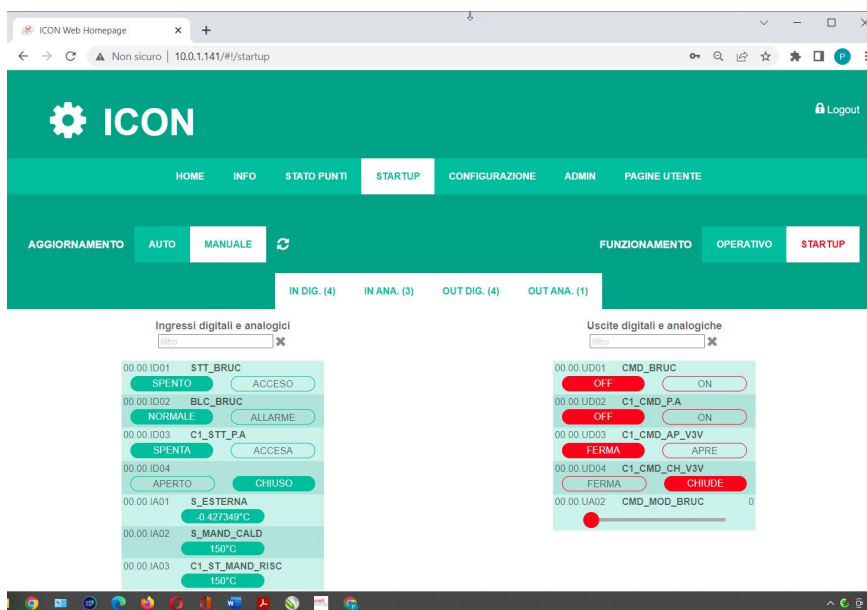 ICON Web Homepage
Non sicuro | 10.0.1.141/#!/startup
P
ICON
Logout
HOME INFO STATO PUNTI STARTUP CONFIGURAZIONE ADMIN PAGINE UTENTE
AGGIORNAMENTO AUTO MANUALE FUNZIONAMENTO OPERATIVO STARTUP
IN DIG. (4) IN ANA. (3) OUT DIG. (4) OUT ANA. (1)
Ingressi digitali e analogici
filtro
00.00.ID01 STT_BRUC
SPENTO ACCESO
00.00.ID02 BLC_BRUC
NORMALE ALLARME
00.00.ID03 C1_STT_P.A
SPENTA ACCESA
00.00.ID04
APERTO CHIUSO
00.00.IA01 S_ESTERNA
-0.427349°C
00.00.IA02 S_MAND_CALD
150°C
00.00.IA03 C1_ST_MAND_RISC
150°C
Uscite digitali e analogiche
filtro
00.00.UD01 CMD_BRUC
OFF ON
00.00.UD02 C1_CMD_P.A
OFF ON
00.00.UD03 C1_CMD_AP_V3V
FERMA APRE
00.00.UD04 C1_CMD_CH_V3V
FERMA CHIUDE
00.00.UA02 CMD_MOD_BRUC 0